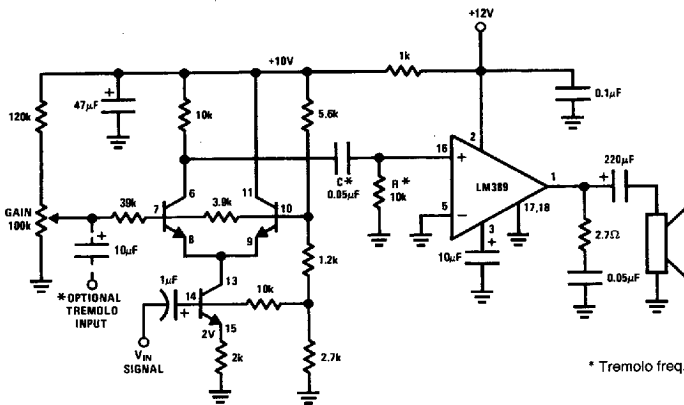 +12V
+10V
1k
120k
47µF
+
10k
5.6k
0.1µF
2
6
11
16
+
C*
0.05µF
R*
10k
LM389
1
220µF
+
GAIN
100k
39k
7
3.9k
10
5
−
3
+
17,18
8
9
10µF
2.7Ω
+
10µF
1.2k
0.05µF
13
*OPTIONAL
TREMOLO
INPUT
1µF
+
14
10k
15
2V
VIN
SIGNAL
2k
2.7k
* Tremolo freq.